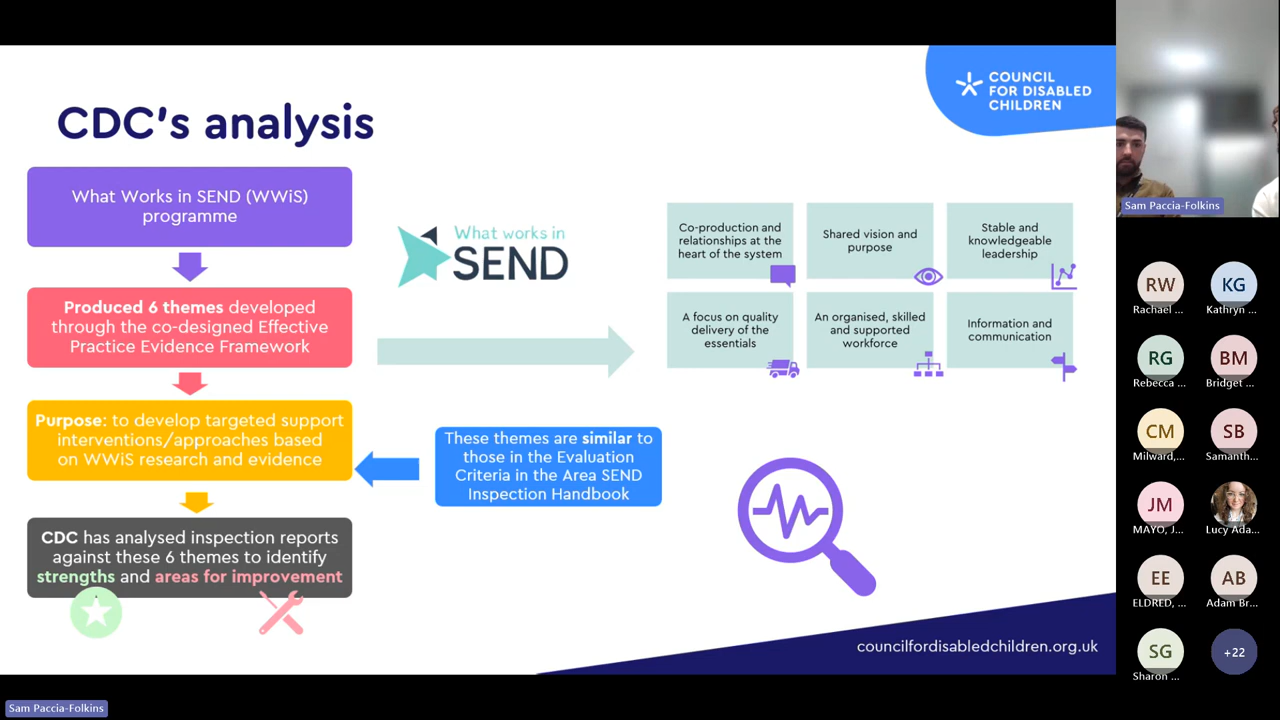 CDC's analysis
COUNCIL
FOR DISABLED
CHILDREN
What Works in SEND (WWiS)
programme
Produced 6 themes developed
through the co-designed Effective
Practice Evidence Framework
Purpose: to develop targeted support
interventions/approaches based
on WWiS research and evidence
CDC has analysed inspection reports
against these 6 themes to identify
strengths and areas for improvement
What works in
SEND
These themes are similar to
those in the Evaluation
Criteria in the Area SEND
Inspection Handbook
Co-production and
relationships at the
heart of the system
Shared vision and
purpose
Stable and
knowledgeable
leadership
A focus on quality
delivery of the
essentials
An organised, skilled
and supported
workforce
Information and
communication
councilfordisabledchildren.org.uk
Sam Paccia-Folkins
RW
Rachael ...
KG
Kathryn ...
RG
Rebecca ...
BM
Bridget ...
CM
Milward,...
SB
Samanth...
JM
MAYO, J...
Lucy Ada...
EE
ELDRED, ...
AB
Adam Br...
SG
Sharon ...
+22
Sam Paccia-Folkins